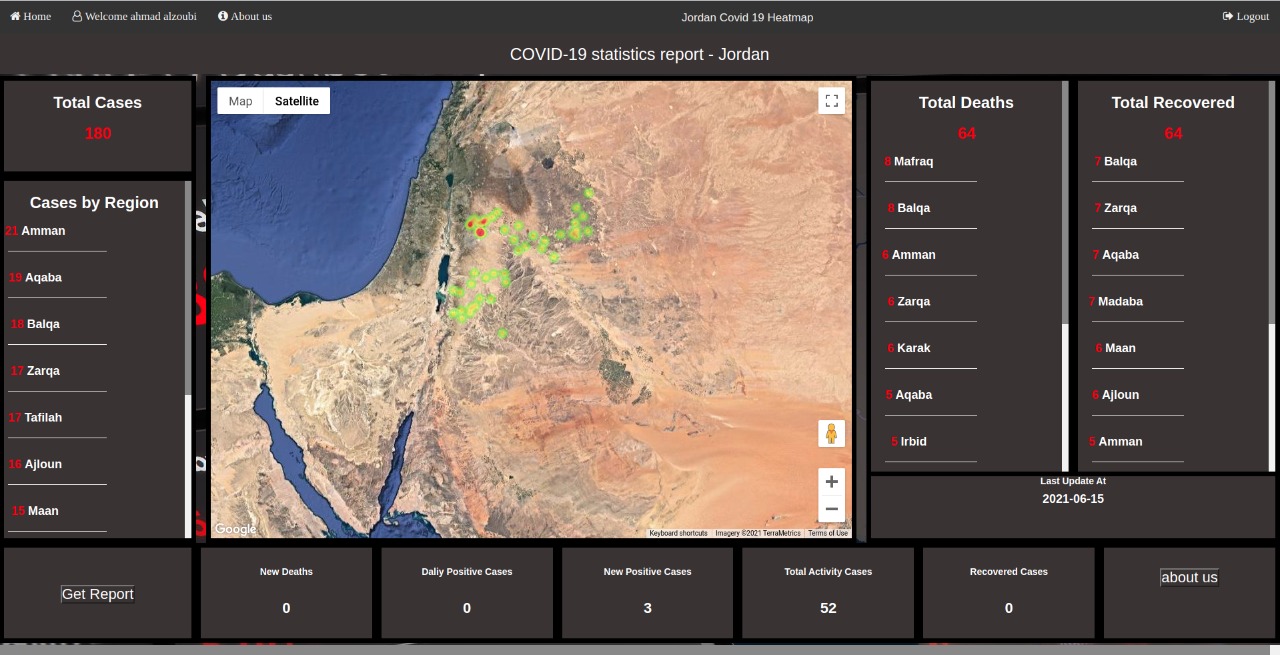 Home Welcome ahmad alzoubi About us Jordan Covid 19 Heatmap Logout
COVID-19 statistics report - Jordan
Total Cases
180
Cases by Region
21 Amman
19 Aqaba
18 Balqa
17 Zarqa
17 Tafilah
16 Ajloun
15 Maan
Map Satellite
Google
Keyboard shortcuts Imagery ©2021 TerraMetrics Terms of Use
Total Deaths
64
8 Mafraq
8 Balqa
6 Amman
6 Zarqa
6 Karak
5 Aqaba
5 Irbid
Total Recovered
64
7 Balqa
7 Zarqa
7 Aqaba
7 Madaba
6 Maan
6 Ajloun
5 Amman
Last Update At
2021-06-15
Get Report
New Deaths
0
Daliy Positive Cases
0
New Positive Cases
3
Total Activity Cases
52
Recovered Cases
0
about us